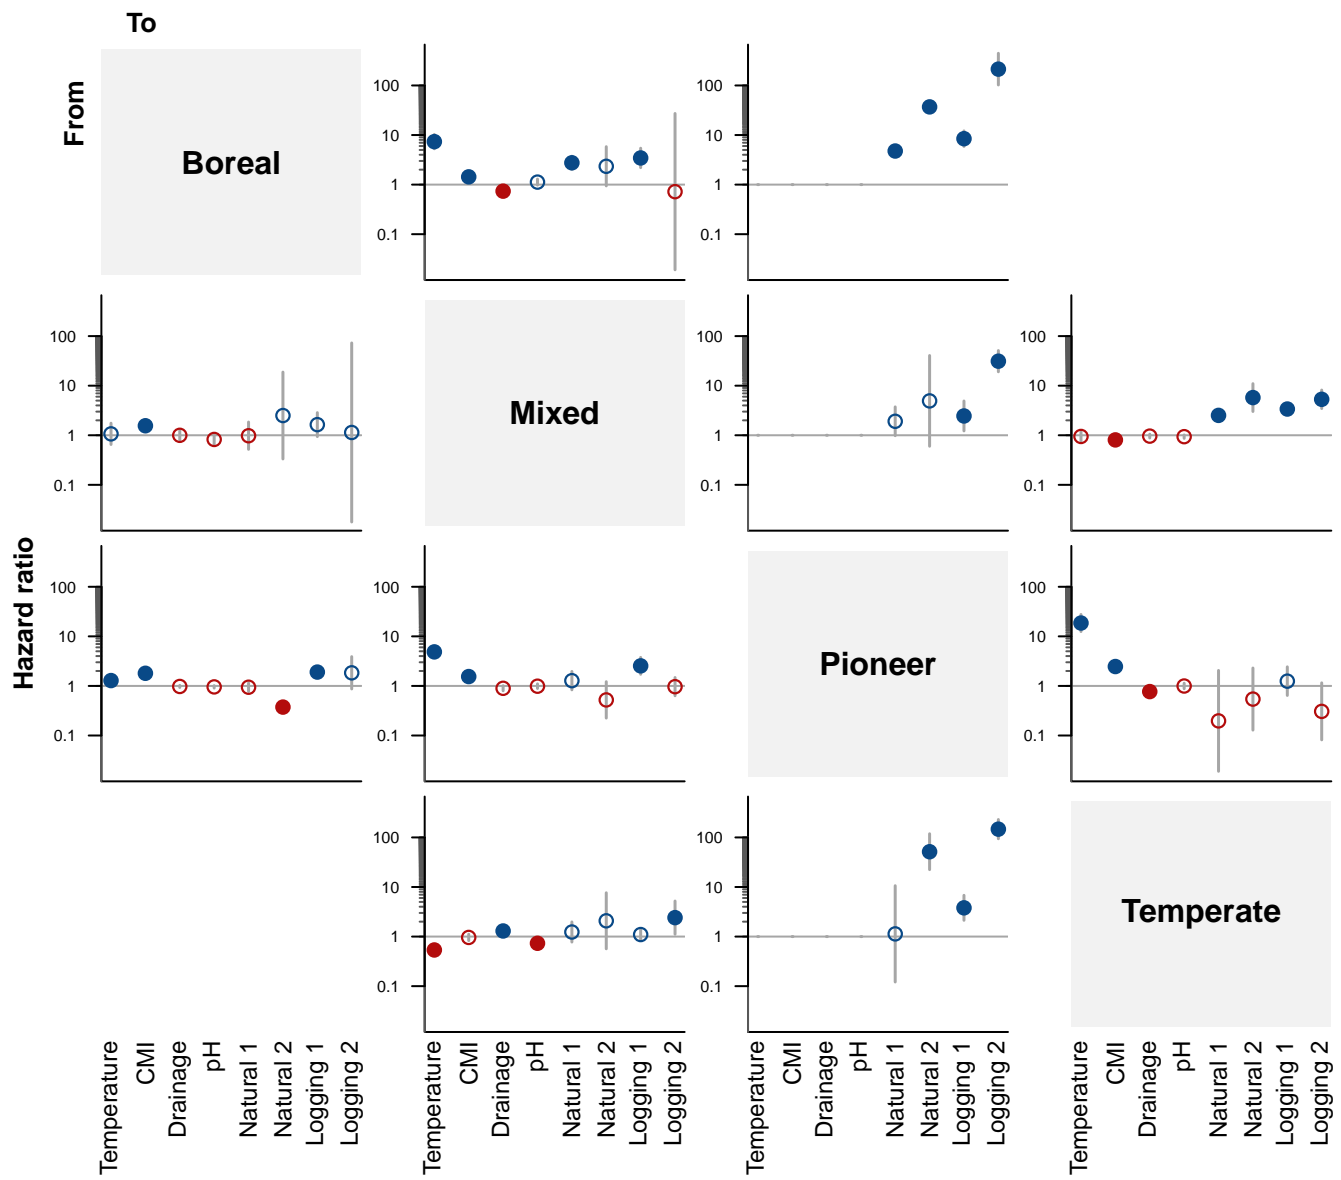 To
From
Hazard ratio
Boreal
100
10
1
0.1
100
10
1
0.1
100
10
1
0.1
Mixed
100
10
1
0.1
100
10
1
0.1
100
10
1
0.1
100
10
1
0.1
Pioneer
100
10
1
0.1
100
10
1
0.1
100
10
1
0.1
Temperate
Temperature
CMI
Drainage
pH
Natural 1
Natural 2
Logging 1
Logging 2
Temperature
CMI
Drainage
pH
Natural 1
Natural 2
Logging 1
Logging 2
Temperature
CMI
Drainage
pH
Natural 1
Natural 2
Logging 1
Logging 2
Temperature
CMI
Drainage
pH
Natural 1
Natural 2
Logging 1
Logging 2